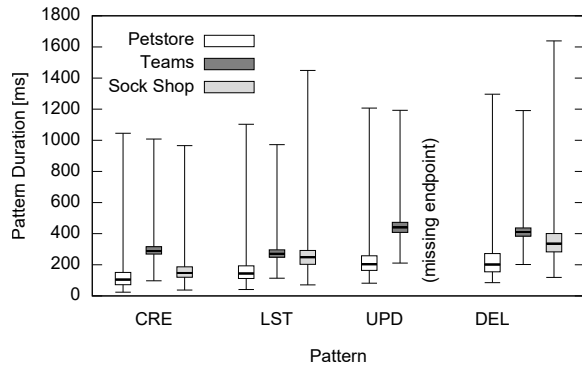 Pattern Duration [ms]
1800
1600
1400
1200
1000
800
600
400
200
0
Petstore
Teams
Sock Shop
(missing endpoint)
CRE LST UPD DEL
Pattern